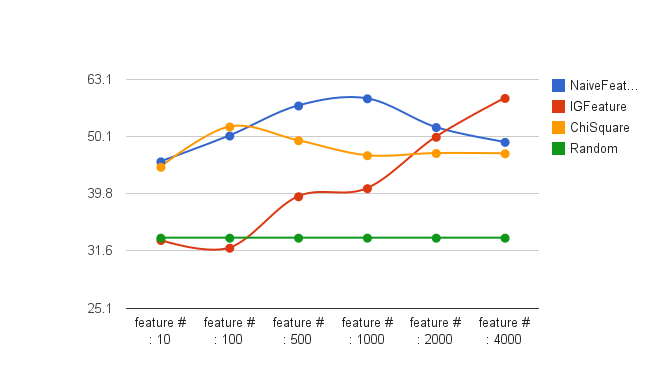 63.1
50.1
39.8
31.6
25.1
feature #
: 10
feature #
: 100
feature #
: 500
feature #
: 1000
feature #
: 2000
feature #
: 4000
NaiveFeat...
IGFeature
ChiSquare
Random